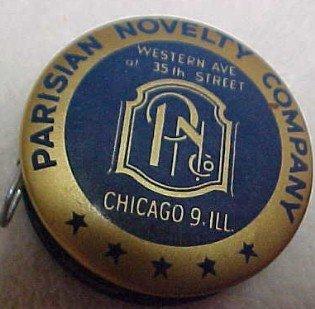 PARISIAN NOVELTY COMPANY
WESTERN AVE
at 35th STREET
PN Co
CHICAGO 9, ILL.